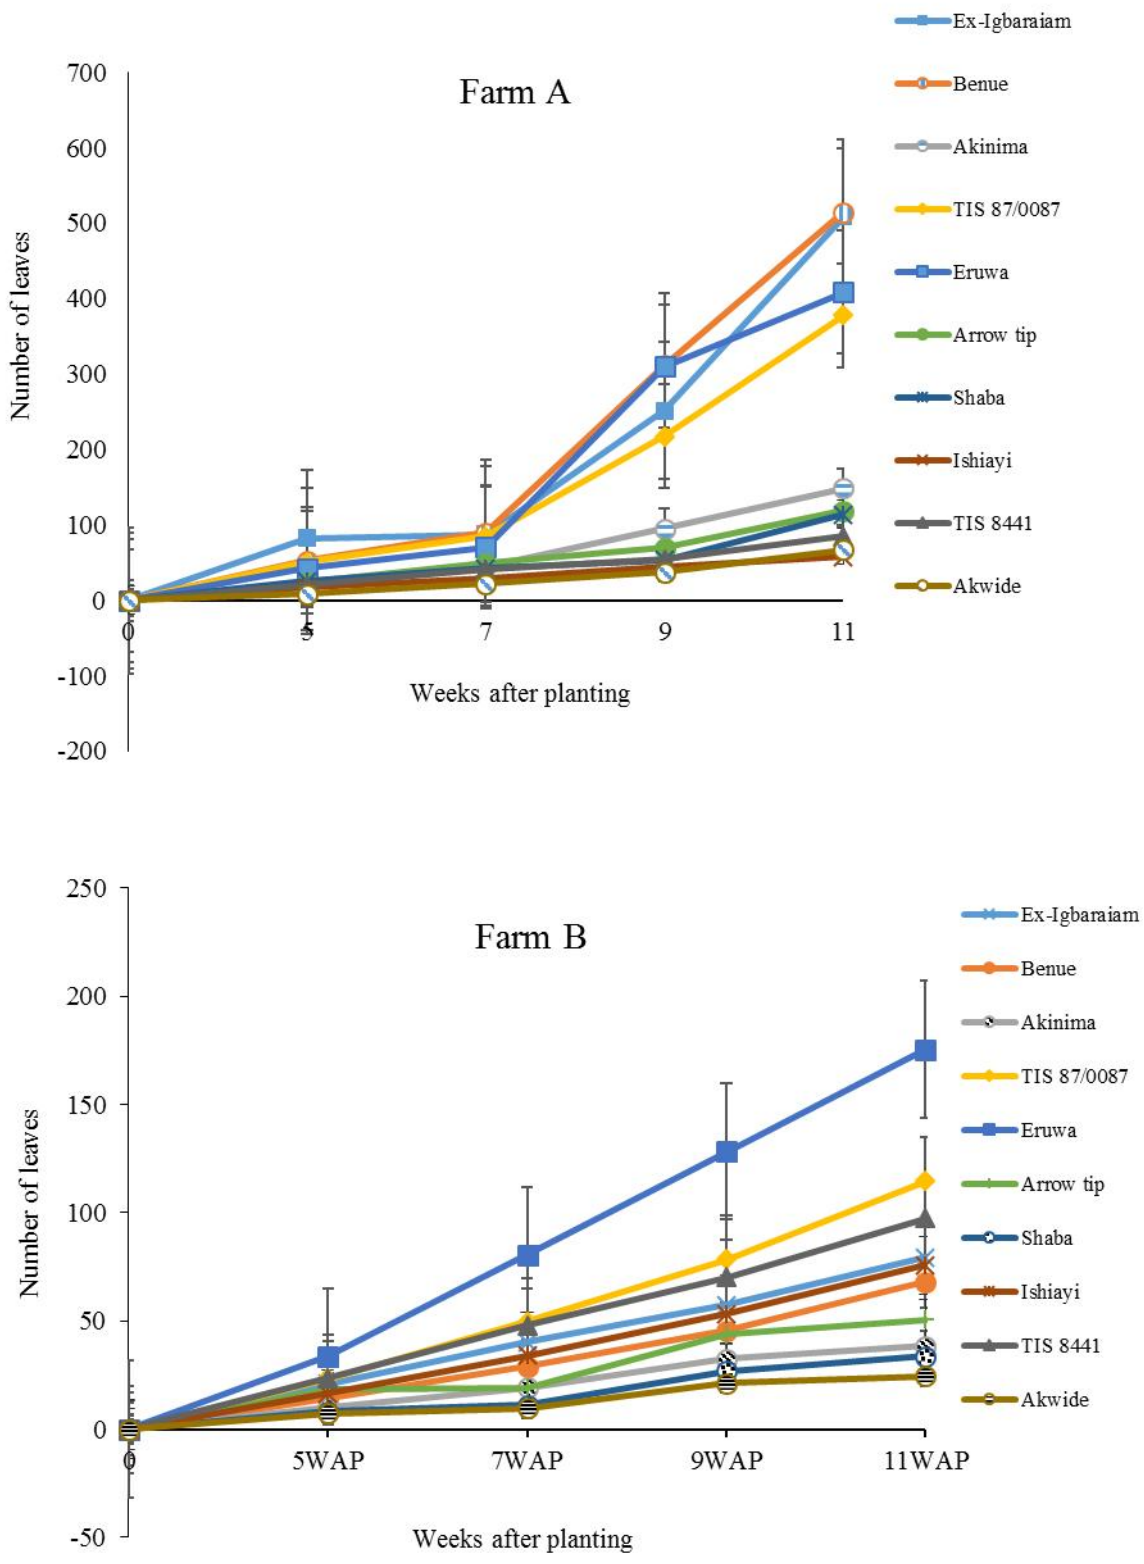 Farm A
Number of leaves
700
600
500
400
300
200
100
0
-100
-200
0
5
7
9
11
Weeks after planting
Ex-Igbaraiam
Benue
Akinima
TIS 87/0087
Eruwa
Arrow tip
Shaba
Ishiayi
TIS 8441
Akwide
Farm B
Number of leaves
250
200
150
100
50
0
-50
0
5WAP
7WAP
9WAP
11WAP
Weeks after planting
Ex-Igbaraiam
Benue
Akinima
TIS 87/0087
Eruwa
Arrow tip
Shaba
Ishiayi
TIS 8441
Akwide